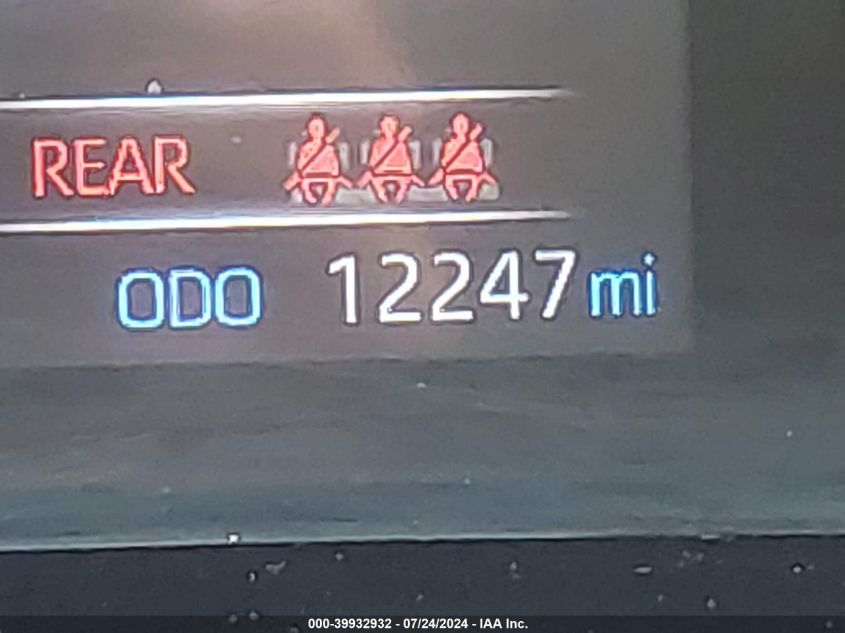 REAR
ODO 12247 mi
000-39932932 - 07/24/2024 - IAA Inc.